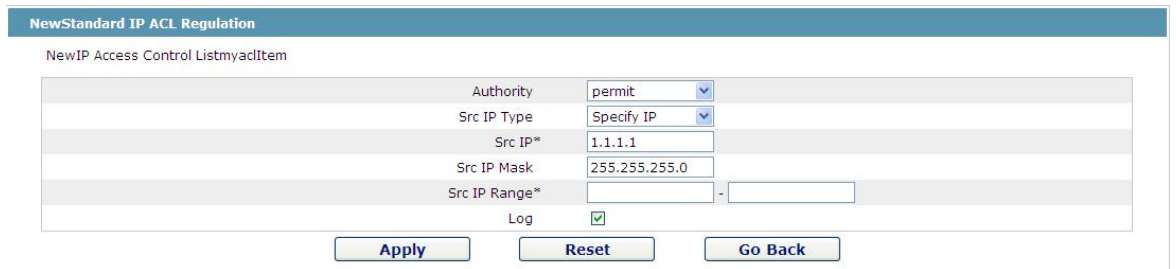 NewStandard IP ACL Regulation
NewIP Access Control ListmyaclItem
Authority permit
Src IP Type Specify IP
Src IP* 1.1.1.1
Src IP Mask 255.255.255.0
Src IP Range* -
Log
Apply Reset Go Back